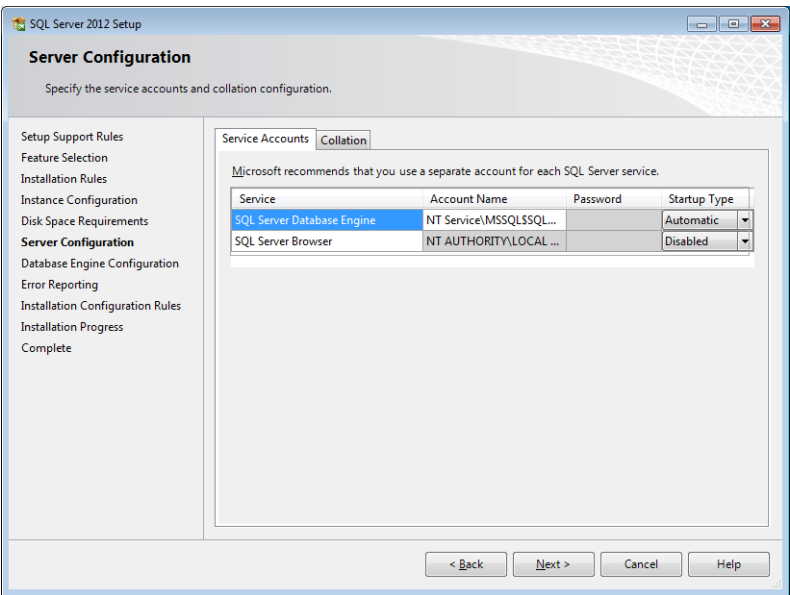 SQL Server 2012 Setup
Server Configuration
Specify the service accounts and collation configuration.
Setup Support Rules
Feature Selection
Installation Rules
Instance Configuration
Disk Space Requirements
Server Configuration
Database Engine Configuration
Error Reporting
Installation Configuration Rules
Installation Progress
Complete
Service Accounts Collation
Microsoft recommends that you use a separate account for each SQL Server service.
Service Account Name Password Startup Type
SQL Server Database Engine NT Service\MSSQL$SQL... Automatic
SQL Server Browser NT AUTHORITY\LOCAL ... Disabled
< Back Next > Cancel Help